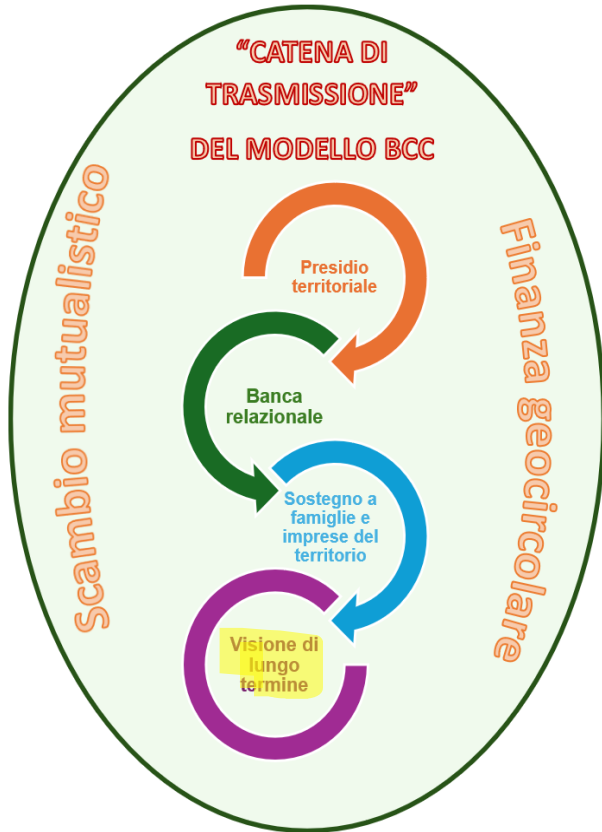 “CATENA DI
TRASMISSIONE”
DEL MODELLO BCC
Scambio mutualistico
Finanza geocircolare
Presidio
territoriale
Banca
relazionale
Sostegno a
famiglie e
imprese del
territorio
Visione di
lungo
termine